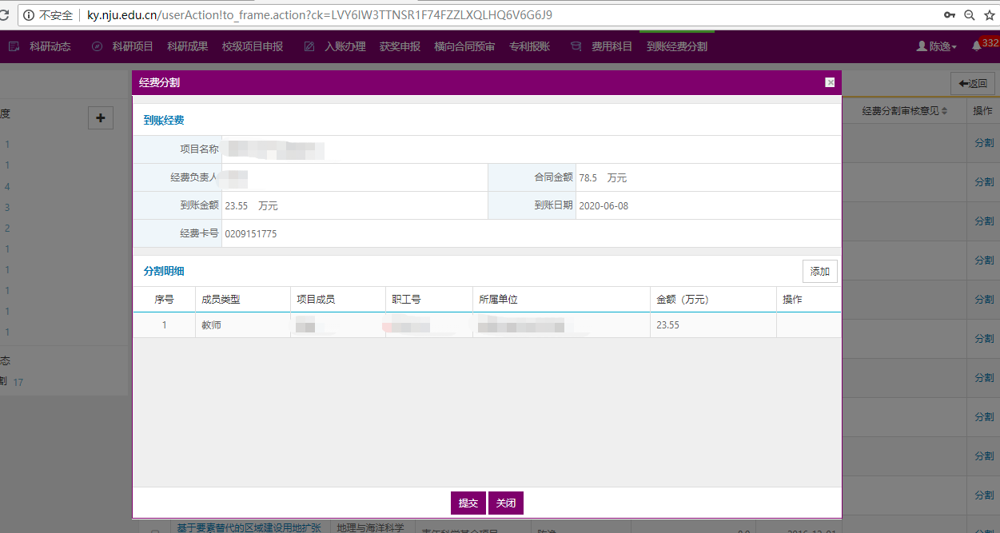 不安全 ky.nju.edu.cn/userAction!to_frame.action?ck=LVY6IW3TTNSR1F74FZZLXQLHQ6V6G6J9
科研动态 科研项目 科研成果 校级项目申报 入账办理 获奖申报 横向合同预审 专利报账 费用科目 到账经费分割 陈逸 332
经费分割
返回
度
经费分割审核意见 操作
到账经费
项目名称
分割
经费负责人 合同金额 78.5 万元
分割
到账金额 23.55 万元 到账日期 2020-06-08
经费卡号 0209151775
分割
分割明细 添加
分割
序号 成员类型 项目成员 职工号 所属单位 金额（万元） 操作
分割
1 教师 23.55
分割
1
1
4
3
2
1
1
1
1
1
态
割 17
分割
分割
分割
分割
提交 关闭
基于要素替代的区域建设用地扩张 地理与海洋科学